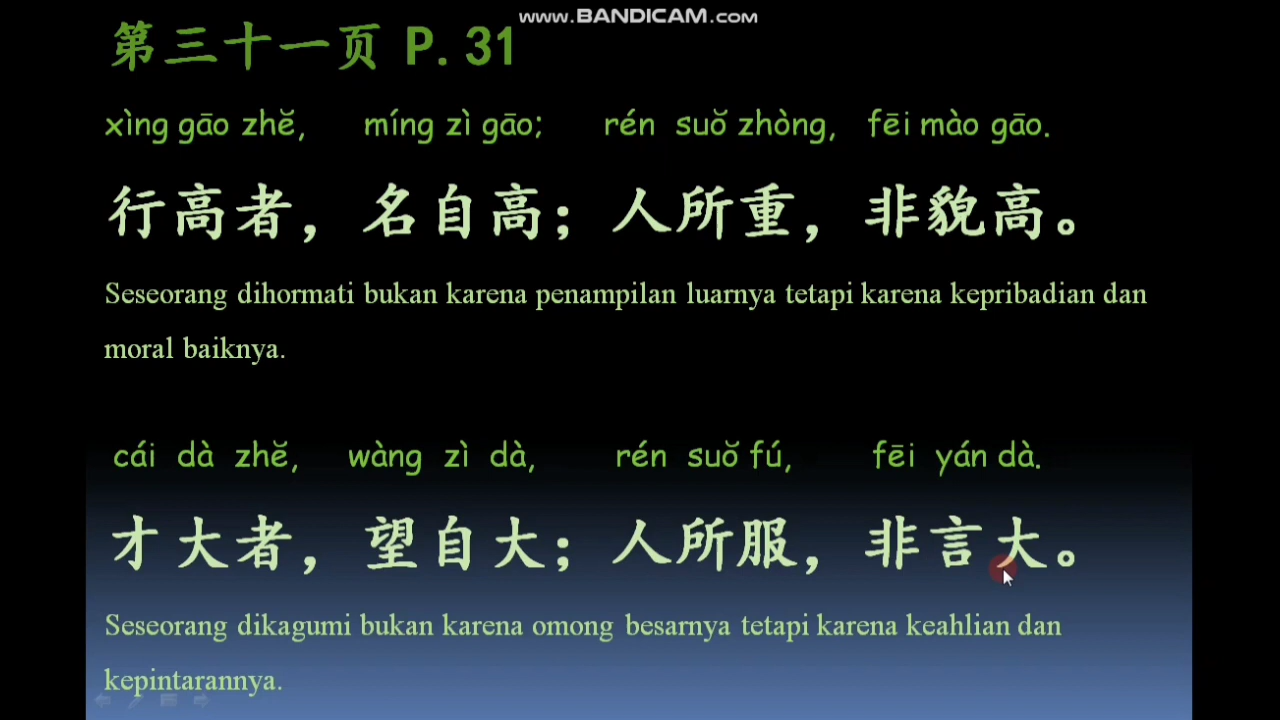 www.BANDICAM.com
第三十一页 P. 31
xìng gāo zhě, míng zì gāo; rén suǒ zhòng, fēi mào gāo.
行高者，名自高；人所重，非貌高。
Seseorang dihormati bukan karena penampilan luarnya tetapi karena kepribadian dan
moral baiknya.
cái dà zhě, wàng zì dà, rén suǒ fú, fēi yán dà.
才大者，望自大；人所服，非言大。
Seseorang dikagumi bukan karena omong besarnya tetapi karena keahlian dan
kepintarannya.